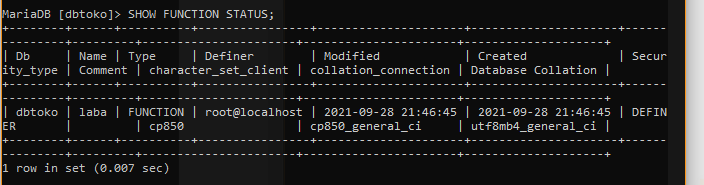 MariaDB [dbtoko]> SHOW FUNCTION STATUS;
+--------+------+----------+----------------+---------------------+---------------------+------
---------+---------+----------------------+----------------------+--------------------+
| Db     | Name | Type     | Definer        | Modified            | Created             | Secur
ity_type | Comment | character_set_client | collation_connection | Database Collation |
+--------+------+----------+----------------+---------------------+---------------------+------
---------+---------+----------------------+----------------------+--------------------+
| dbtoko | laba | FUNCTION | root@localhost | 2021-09-28 21:46:45 | 2021-09-28 21:46:45 | DEFIN
ER       |         | cp850                | cp850_general_ci     | utf8mb4_general_ci |
+--------+------+----------+----------------+---------------------+---------------------+------
---------+---------+----------------------+----------------------+--------------------+
1 row in set (0.007 sec)